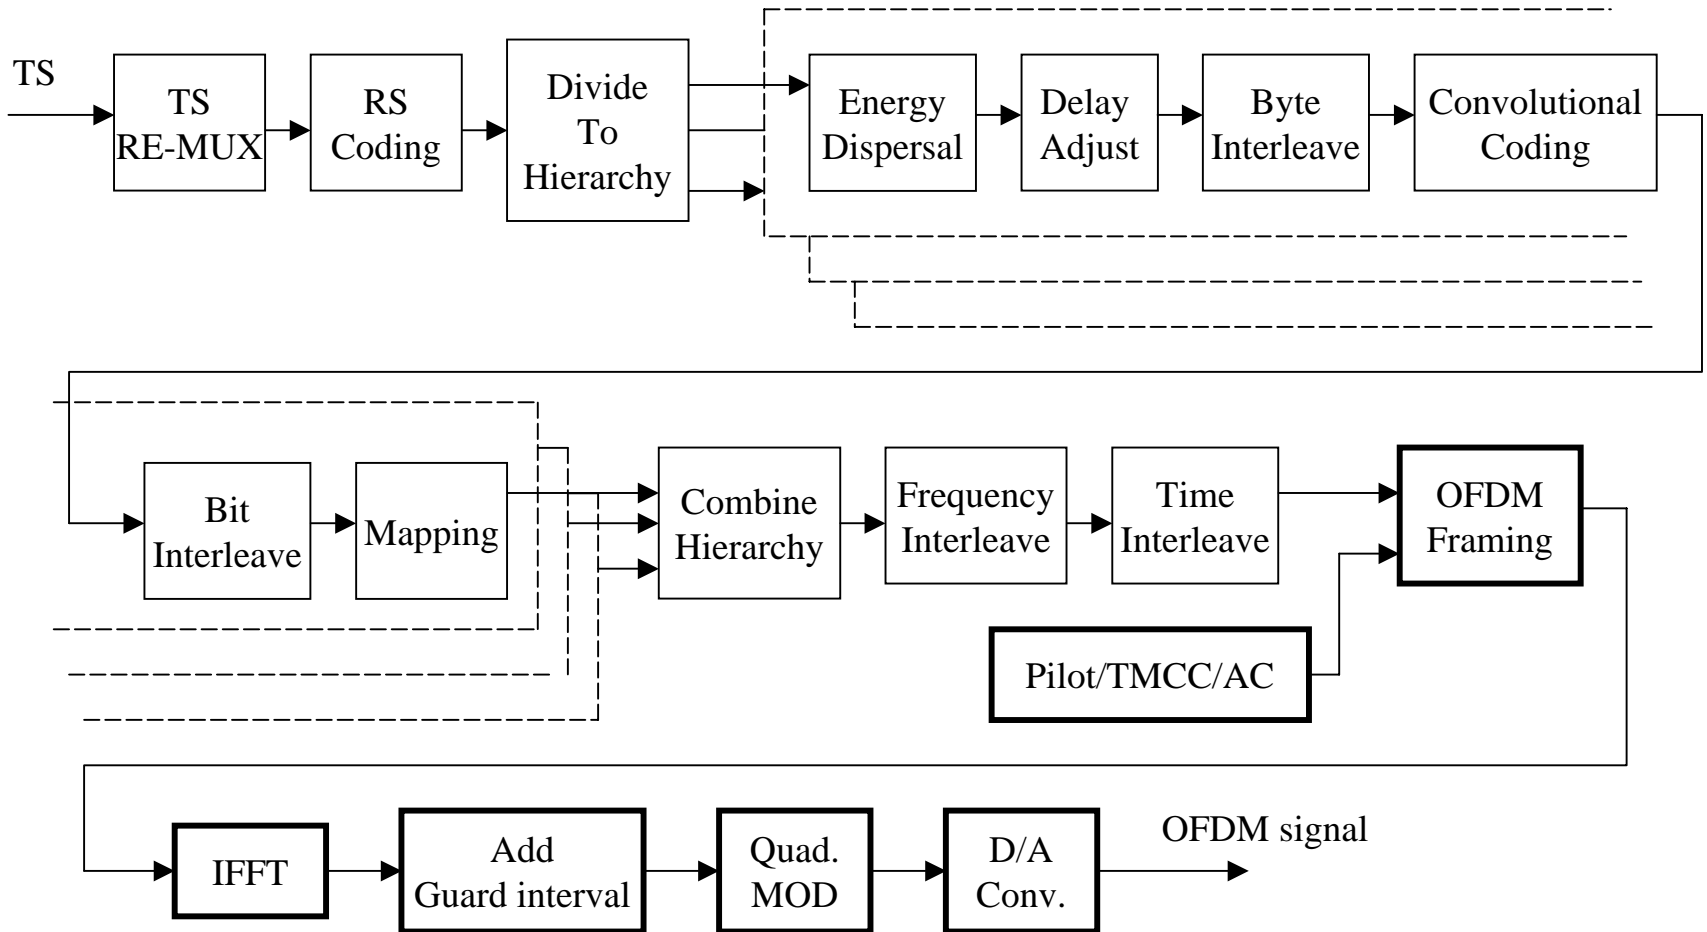 TS
TS
RE-MUX
RS
Coding
Divide
To
Hierarchy
Energy
Dispersal
Delay
Adjust
Byte
Interleave
Convolutional
Coding
Bit
Interleave
Mapping
Combine
Hierarchy
Frequency
Interleave
Time
Interleave
OFDM
Framing
Pilot/TMCC/AC
IFFT
Add
Guard interval
Quad.
MOD
D/A
Conv.
OFDM signal